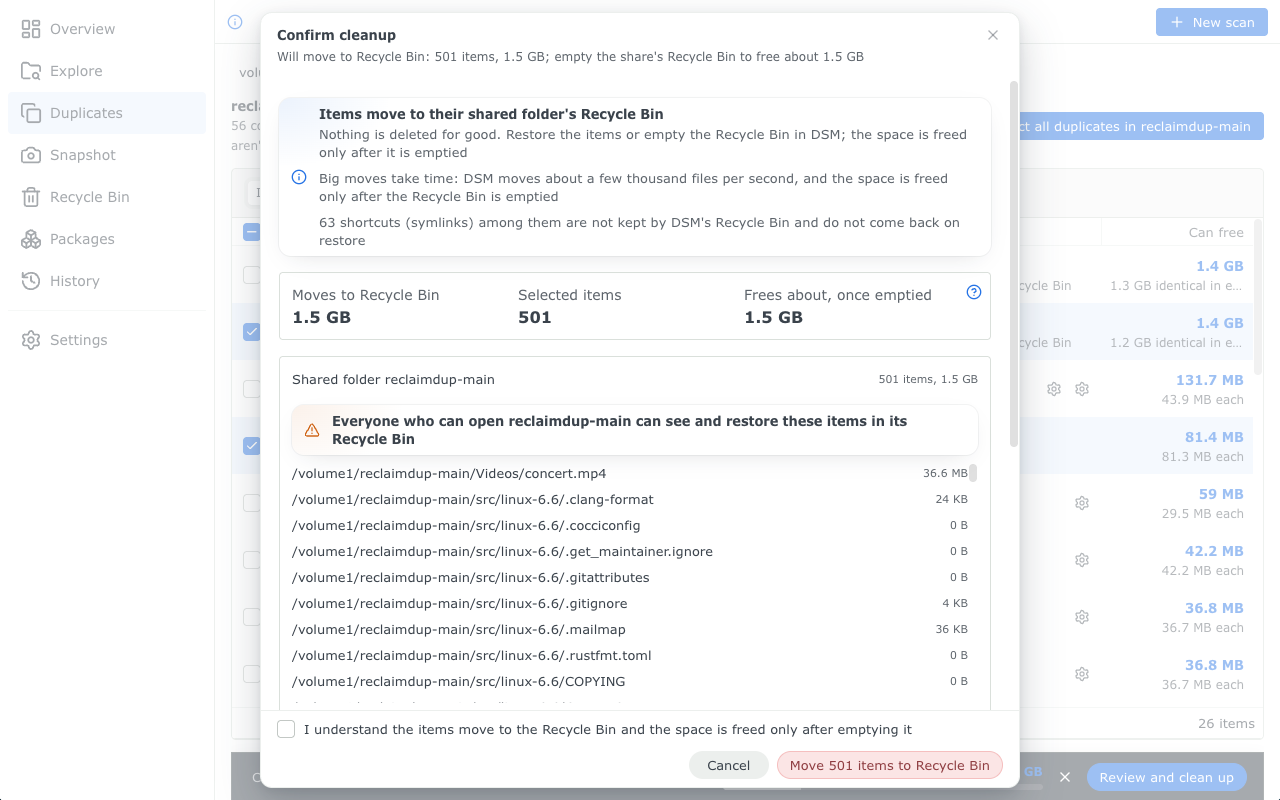 Overview
Explore
Duplicates
Snapshot
Recycle Bin
Packages
History
Settings
New scan
ct all duplicates in reclaimdup-main
Can free
1.4 GB
1.3 GB identical in e...
1.4 GB
1.2 GB identical in e...
131.7 MB
43.9 MB each
81.4 MB
81.3 MB each
59 MB
29.5 MB each
42.2 MB
42.2 MB each
36.8 MB
36.7 MB each
36.8 MB
36.7 MB each
26 items
GB
Review and clean up
Confirm cleanup
Will move to Recycle Bin: 501 items, 1.5 GB; empty the share's Recycle Bin to free about 1.5 GB
Items move to their shared folder's Recycle Bin
Nothing is deleted for good. Restore the items or empty the Recycle Bin in DSM; the space is freed
only after it is emptied
Big moves take time: DSM moves about a few thousand files per second, and the space is freed
only after the Recycle Bin is emptied
63 shortcuts (symlinks) among them are not kept by DSM's Recycle Bin and do not come back on
restore
Moves to Recycle Bin
1.5 GB
Selected items
501
Frees about, once emptied
1.5 GB
Shared folder reclaimdup-main
501 items, 1.5 GB
Everyone who can open reclaimdup-main can see and restore these items in its
Recycle Bin
/volume1/reclaimdup-main/Videos/concert.mp4 36.6 MB
/volume1/reclaimdup-main/src/linux-6.6/.clang-format 24 KB
/volume1/reclaimdup-main/src/linux-6.6/.cocciconfig 0 B
/volume1/reclaimdup-main/src/linux-6.6/.get_maintainer.ignore 0 B
/volume1/reclaimdup-main/src/linux-6.6/.gitattributes 0 B
/volume1/reclaimdup-main/src/linux-6.6/.gitignore 4 KB
/volume1/reclaimdup-main/src/linux-6.6/.mailmap 36 KB
/volume1/reclaimdup-main/src/linux-6.6/.rustfmt.toml 0 B
/volume1/reclaimdup-main/src/linux-6.6/COPYING 0 B
I understand the items move to the Recycle Bin and the space is freed only after emptying it
Cancel
Move 501 items to Recycle Bin